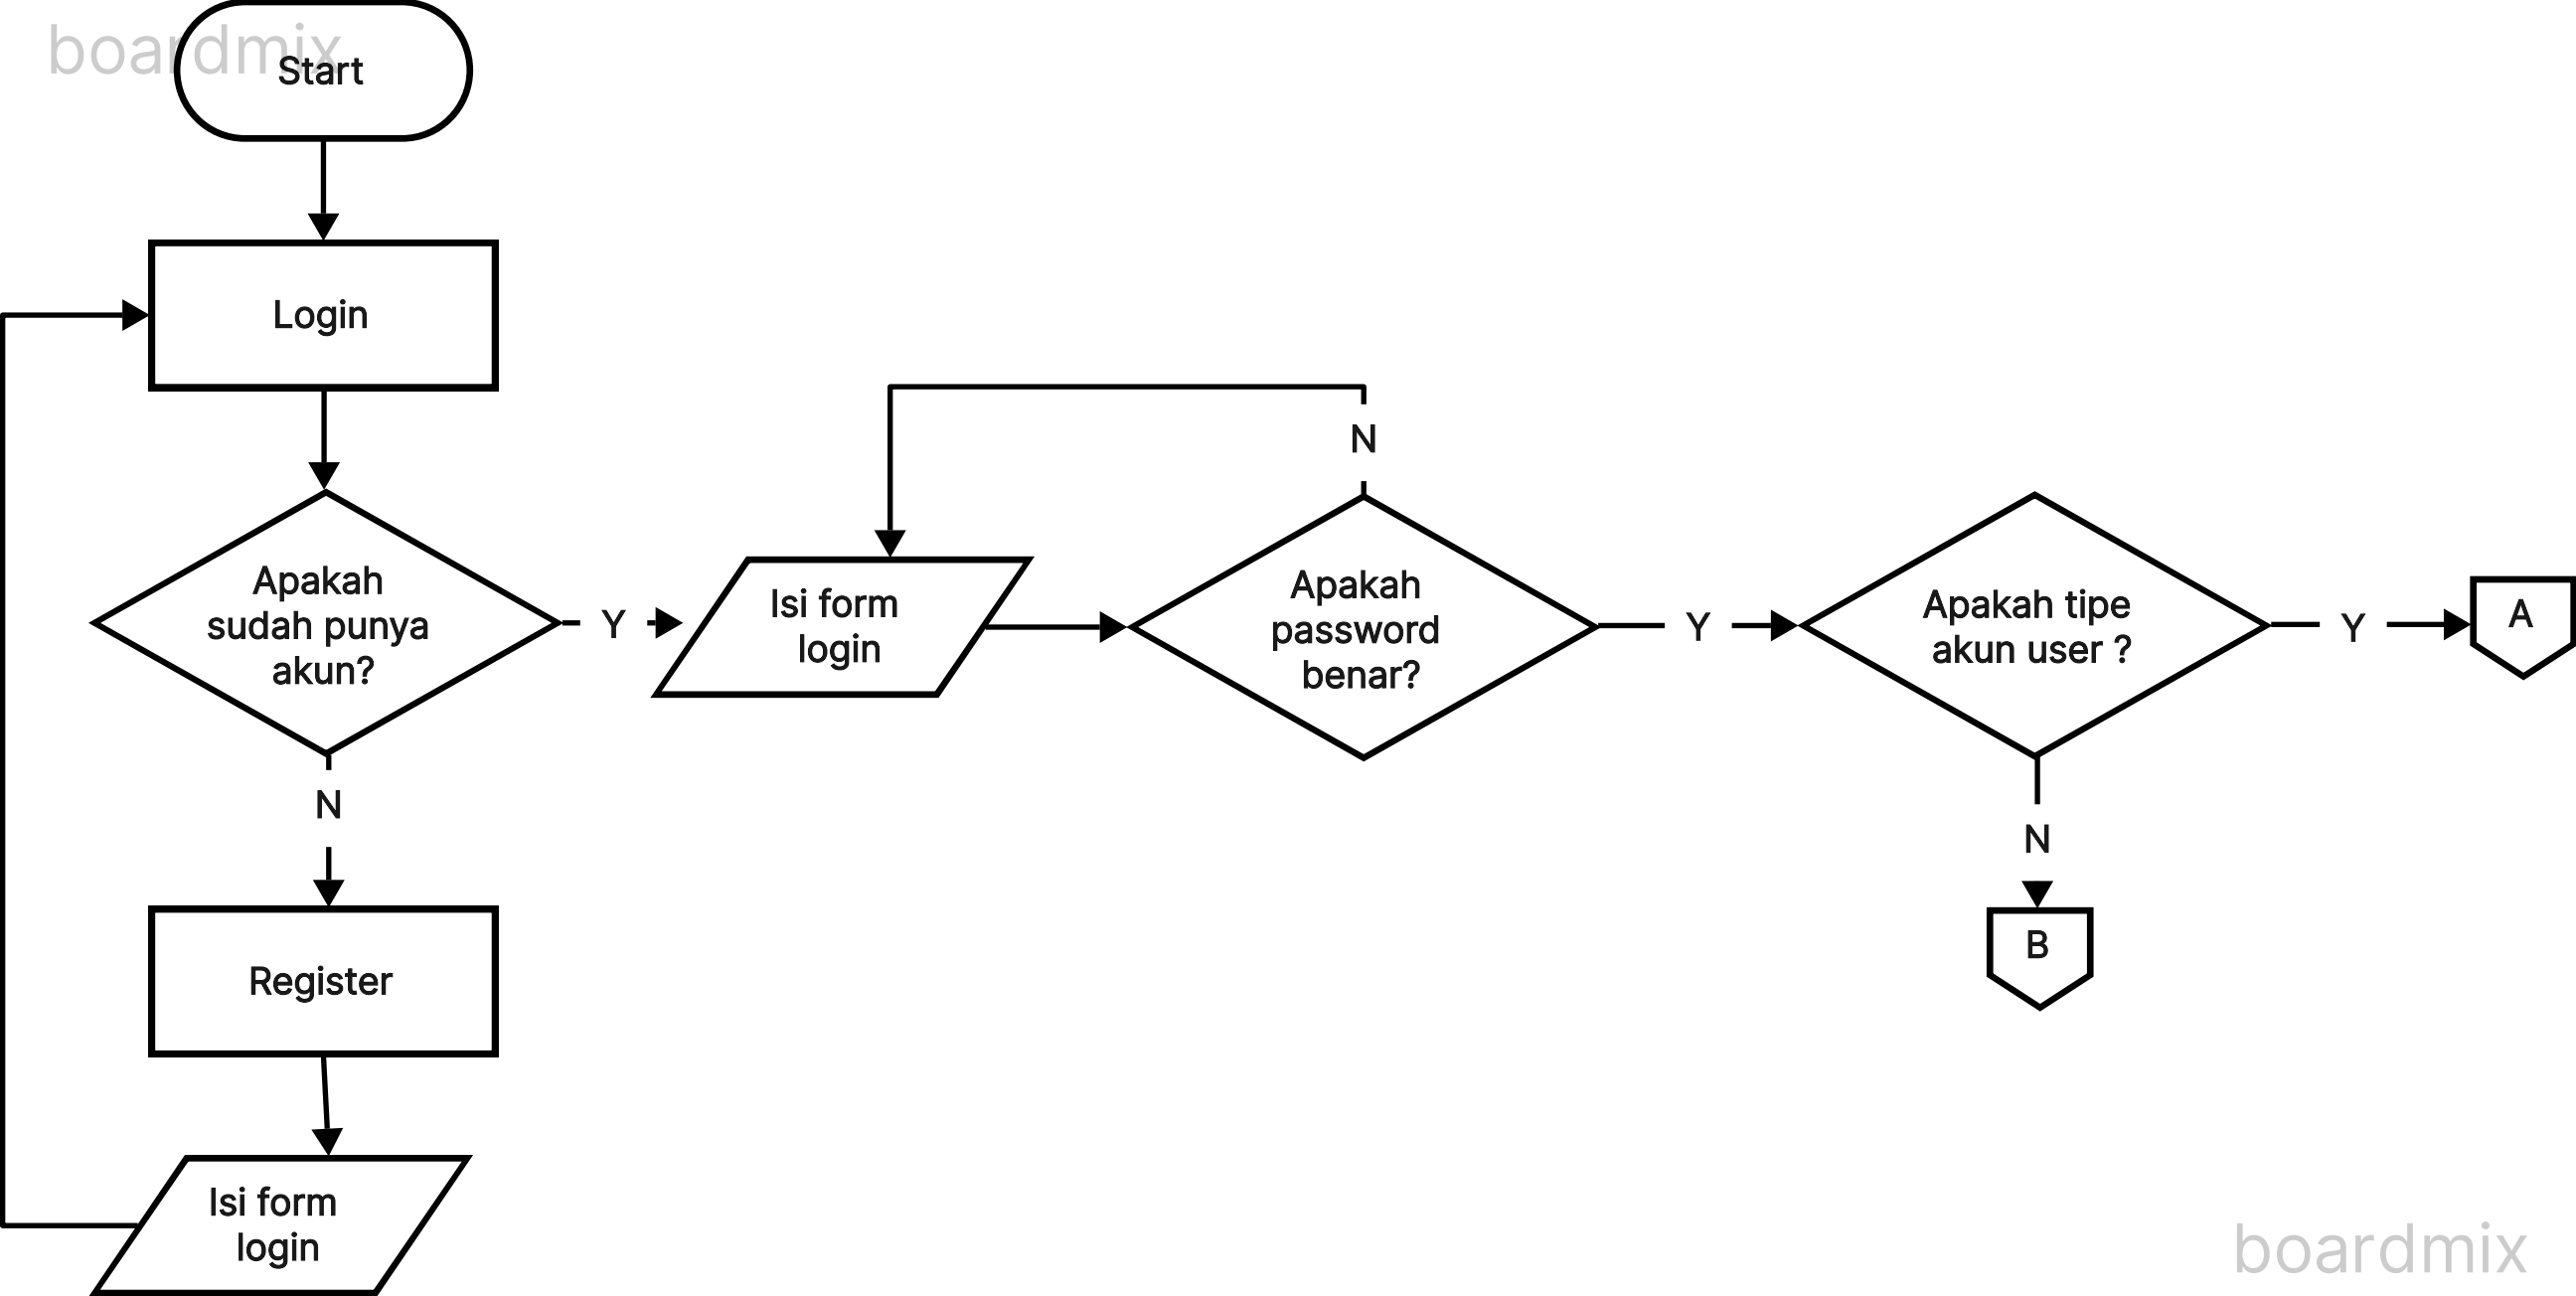 boardmix
Start
Login
Apakah
sudah punya
akun?
Y
Isi form
login
N
Apakah
password
benar?
Y
Apakah tipe
akun user ?
Y
A
N
B
N
Register
Isi form
login
boardmix